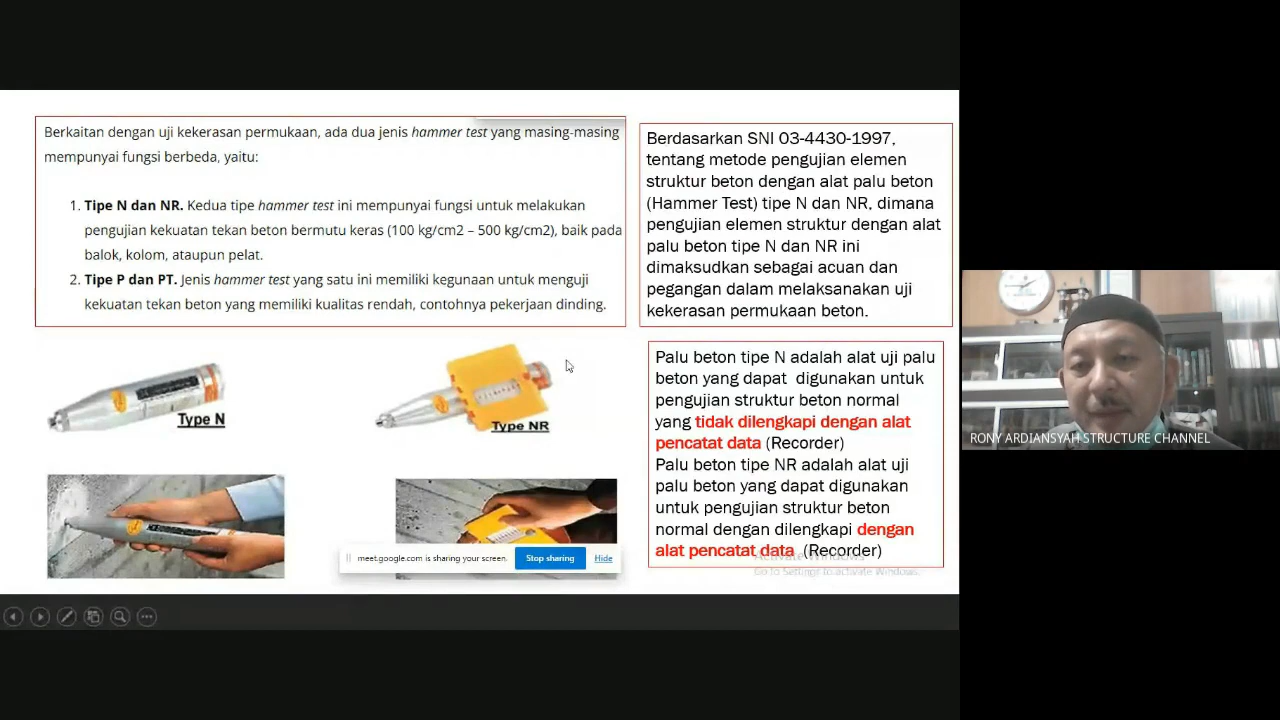 Berkaitan dengan uji kekerasan permukaan, ada dua jenis hammer test yang masing-masing
mempunyai fungsi berbeda, yaitu:
1. Tipe N dan NR. Kedua tipe hammer test ini mempunyai fungsi untuk melakukan
pengujian kekuatan tekan beton bermutu keras (100 kg/cm2 – 500 kg/cm2), baik pada
balok, kolom, ataupun pelat.
2. Tipe P dan PT. Jenis hammer test yang satu ini memiliki kegunaan untuk menguji
kekuatan tekan beton yang memiliki kualitas rendah, contohnya pekerjaan dinding.
Type N
Type NR
meet.google.com is sharing your screen.
Stop sharing
Hide
Berdasarkan SNI 03-4430-1997,
tentang metode pengujian elemen
struktur beton dengan alat palu beton
(Hammer Test) tipe N dan NR, dimana
pengujian elemen struktur dengan alat
palu beton tipe N dan NR ini
dimaksudkan sebagai acuan dan
pegangan dalam melaksanakan uji
kekerasan permukaan beton.
Palu beton tipe N adalah alat uji palu
beton yang dapat digunakan untuk
pengujian struktur beton normal
yang tidak dilengkapi dengan alat
pencatat data (Recorder)
Palu beton tipe NR adalah alat uji
palu beton yang dapat digunakan
untuk pengujian struktur beton
normal dengan dilengkapi dengan
alat pencatat data (Recorder)
Activate Windows
Go to Settings to activate Windows.
RONY ARDIANSYAH STRUCTURE CHANNEL